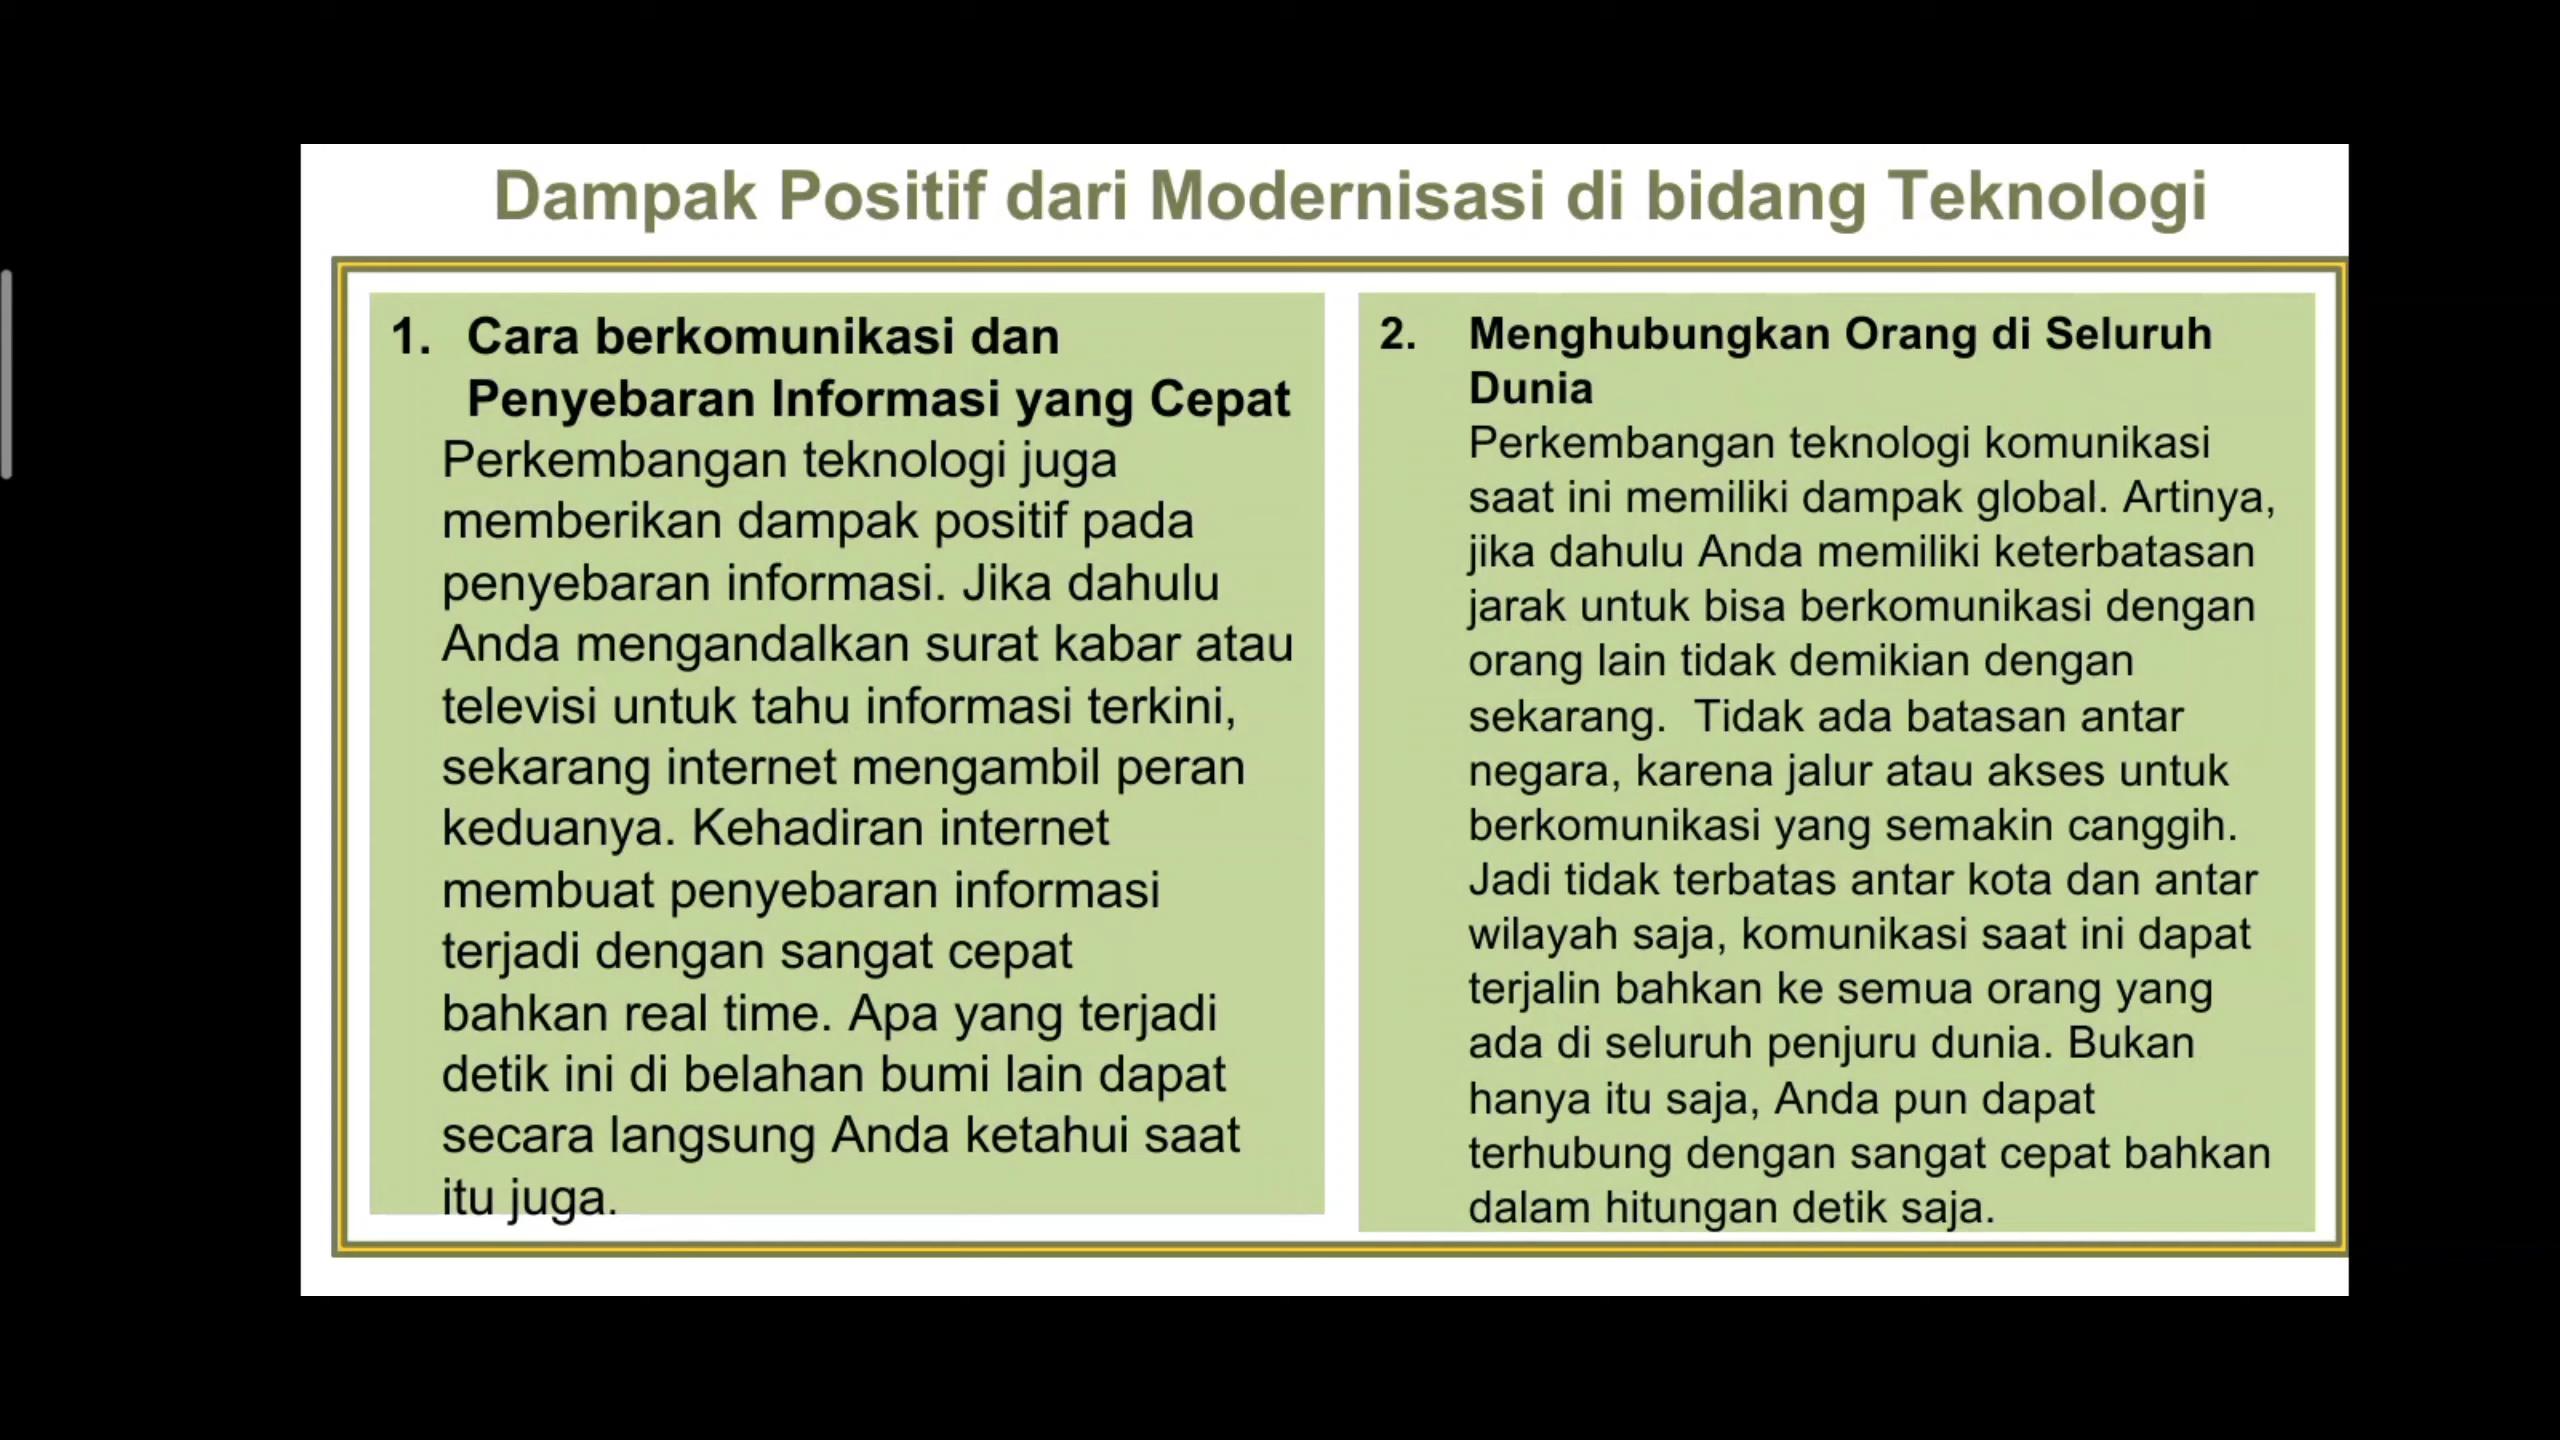 Dampak Positif dari Modernisasi di bidang Teknologi
1. Cara berkomunikasi dan
Penyebaran Informasi yang Cepat
Perkembangan teknologi juga
memberikan dampak positif pada
penyebaran informasi. Jika dahulu
Anda mengandalkan surat kabar atau
televisi untuk tahu informasi terkini,
sekarang internet mengambil peran
keduanya. Kehadiran internet
membuat penyebaran informasi
terjadi dengan sangat cepat
bahkan real time. Apa yang terjadi
detik ini di belahan bumi lain dapat
secara langsung Anda ketahui saat
itu juga.
2. Menghubungkan Orang di Seluruh
Dunia
Perkembangan teknologi komunikasi
saat ini memiliki dampak global. Artinya,
jika dahulu Anda memiliki keterbatasan
jarak untuk bisa berkomunikasi dengan
orang lain tidak demikian dengan
sekarang.  Tidak ada batasan antar
negara, karena jalur atau akses untuk
berkomunikasi yang semakin canggih.
Jadi tidak terbatas antar kota dan antar
wilayah saja, komunikasi saat ini dapat
terjalin bahkan ke semua orang yang
ada di seluruh penjuru dunia. Bukan
hanya itu saja, Anda pun dapat
terhubung dengan sangat cepat bahkan
dalam hitungan detik saja.